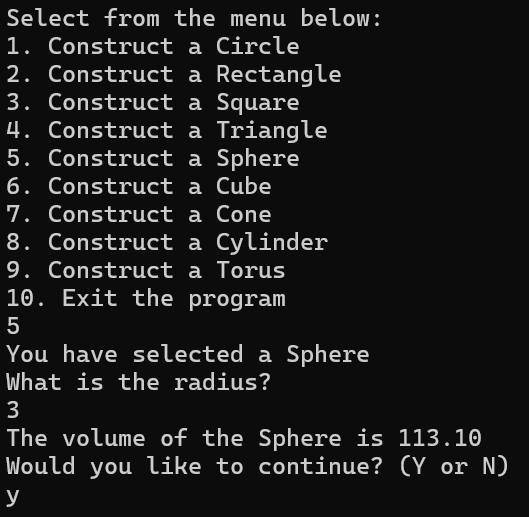 Select from the menu below:
1. Construct a Circle
2. Construct a Rectangle
3. Construct a Square
4. Construct a Triangle
5. Construct a Sphere
6. Construct a Cube
7. Construct a Cone
8. Construct a Cylinder
9. Construct a Torus
10. Exit the program
5
You have selected a Sphere
What is the radius?
3
The volume of the Sphere is 113.10
Would you like to continue? (Y or N)
y